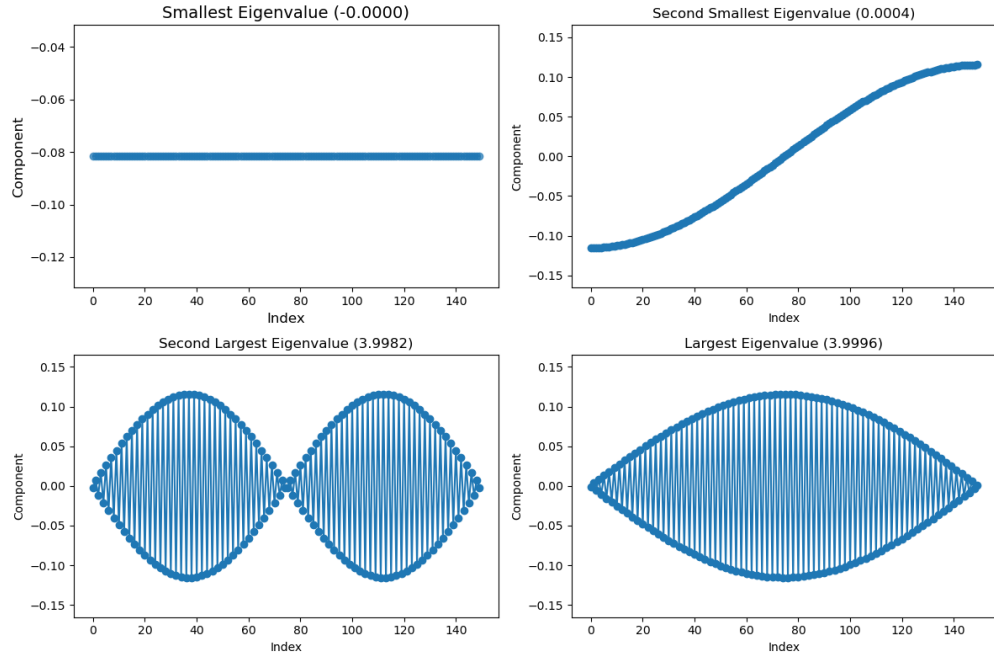 Smallest Eigenvalue (-0.0000)
−0.04
−0.06
−0.08
−0.10
−0.12
Component
0 20 40 60 80 100 120 140
Index
Second Smallest Eigenvalue (0.0004)
0.15
0.10
0.05
0.00
−0.05
−0.10
−0.15
Component
0 20 40 60 80 100 120 140
Index
Second Largest Eigenvalue (3.9982)
0.15
0.10
0.05
0.00
−0.05
−0.10
−0.15
Component
0 20 40 60 80 100 120 140
Index
Largest Eigenvalue (3.9996)
0.15
0.10
0.05
0.00
−0.05
−0.10
−0.15
Component
0 20 40 60 80 100 120 140
Index